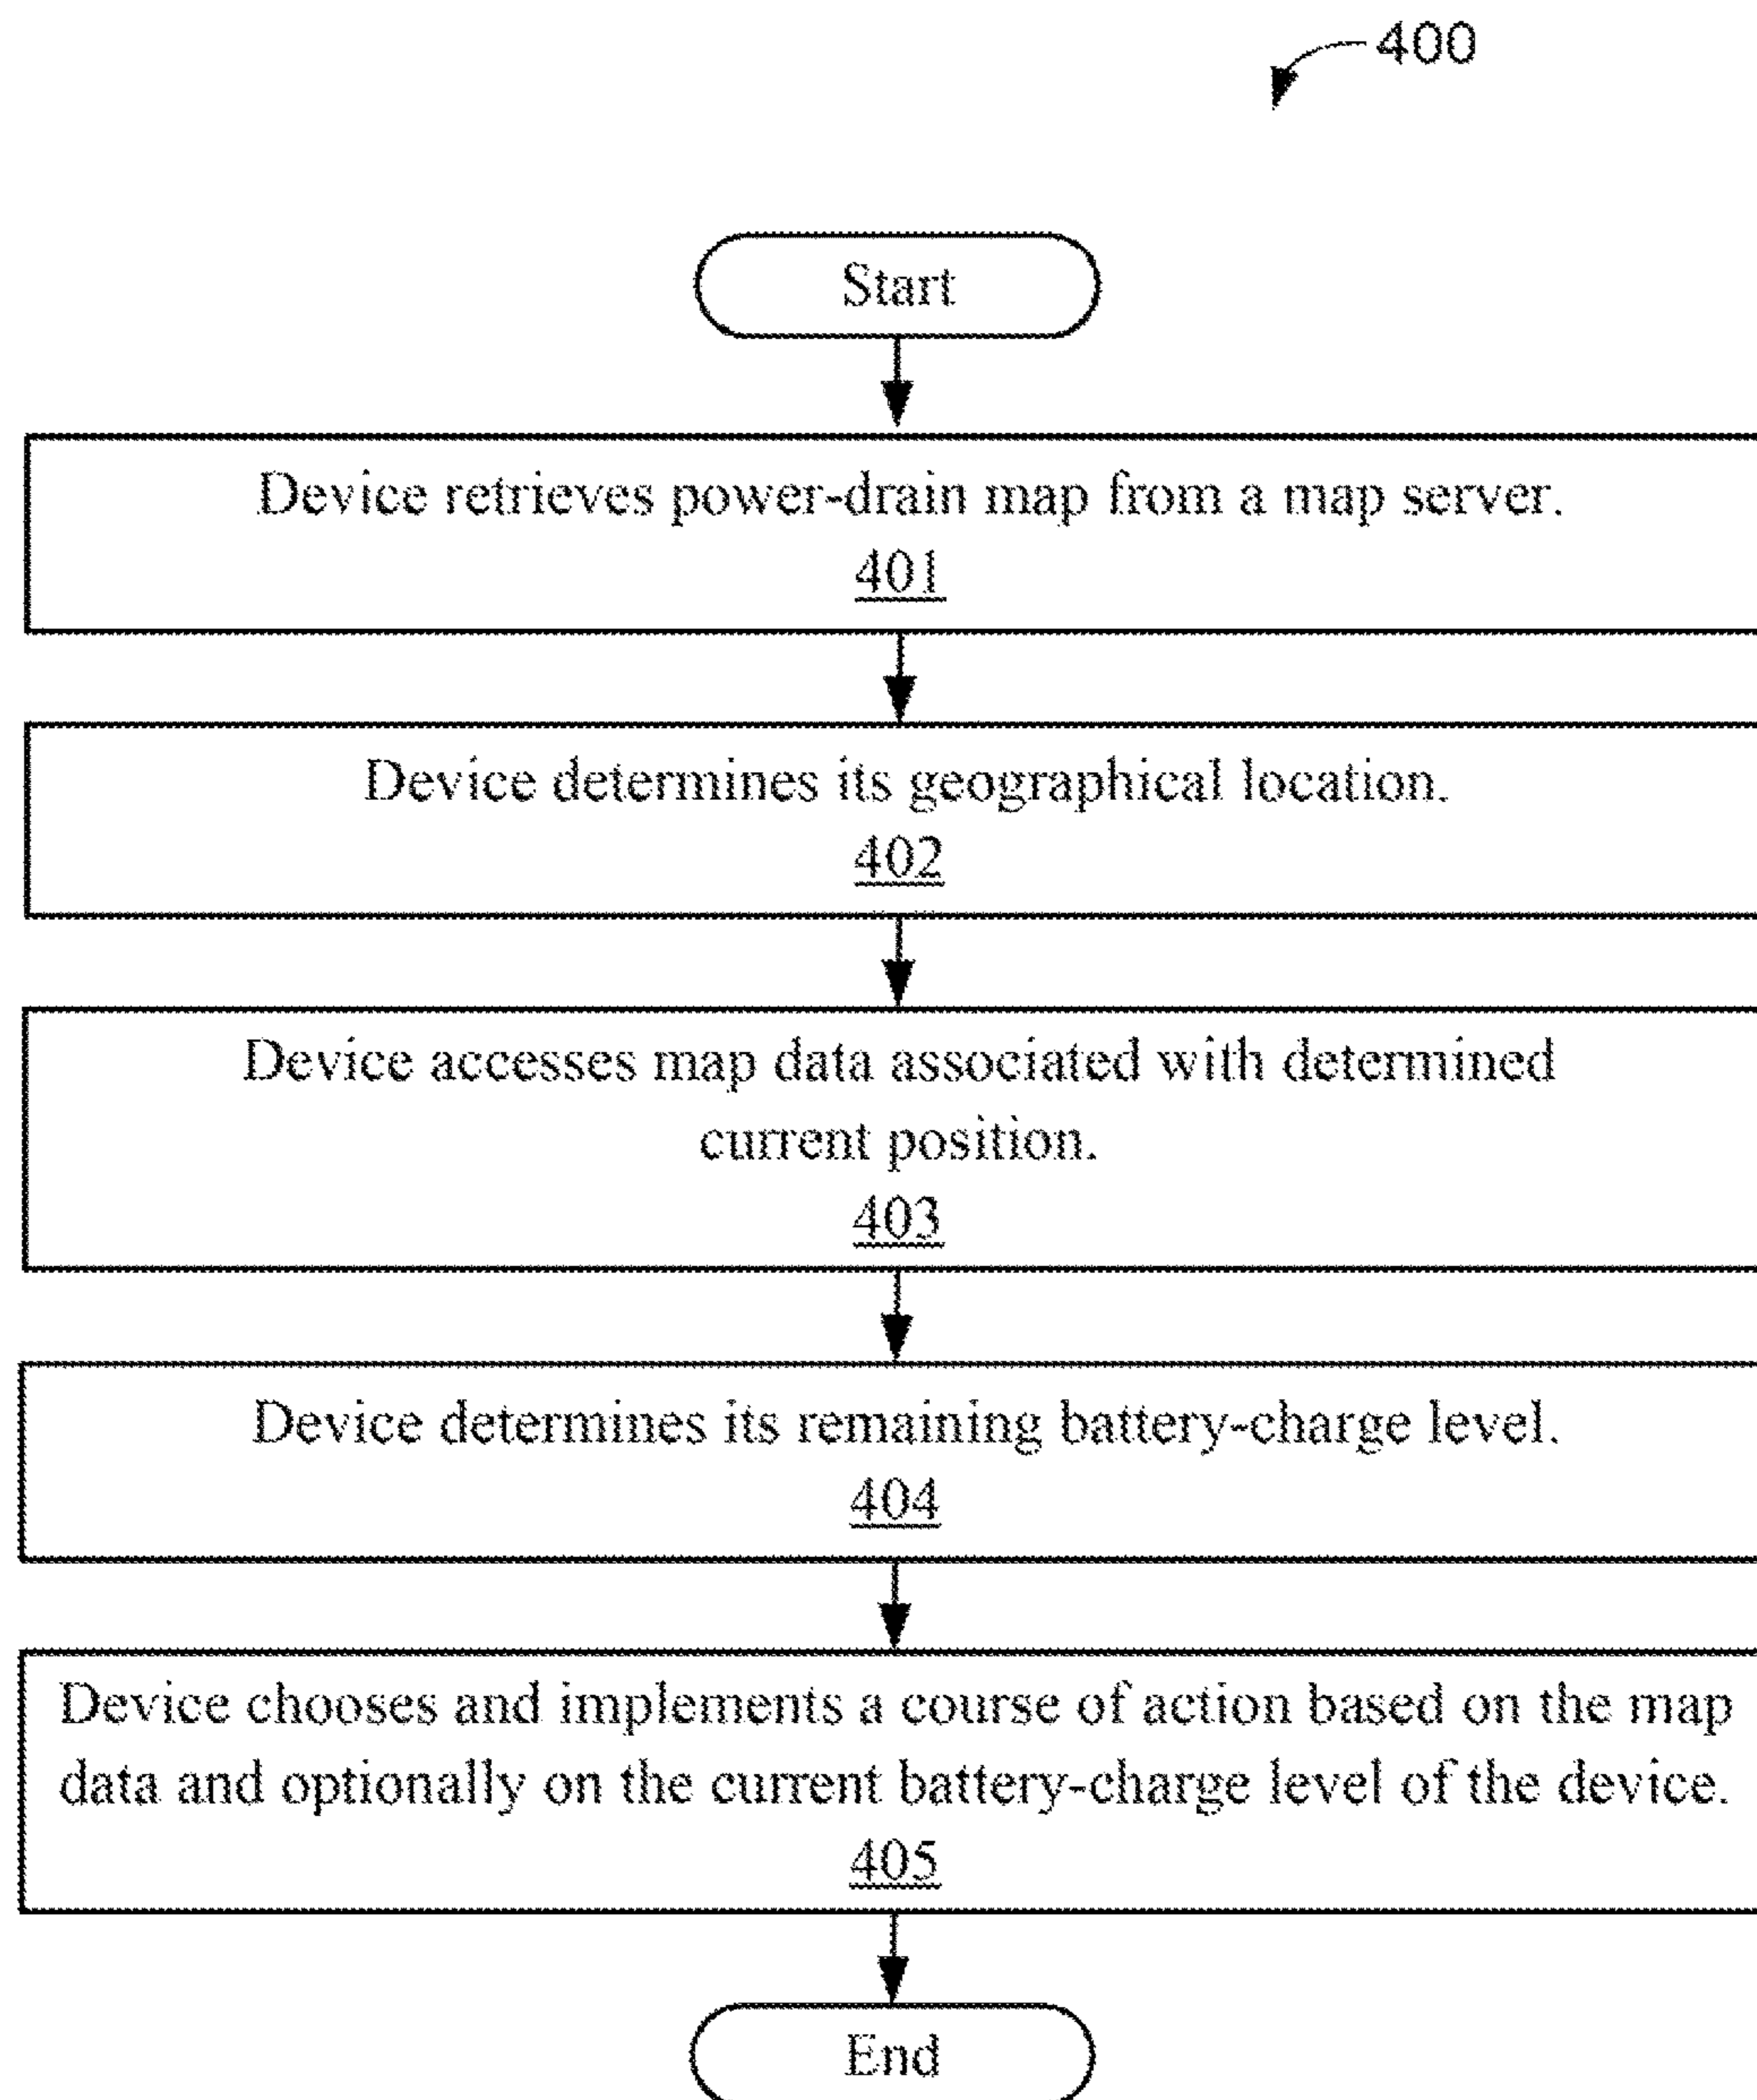 400
Start
Device retrieves power-drain map from a map server.
401
Device determines its geographical location.
402
Device accesses map data associated with determined
current position.
403
Device determines its remaining battery-charge level.
404
Device chooses and implements a course of action based on the map
data and optionally on the current battery-charge level of the device.
405
End